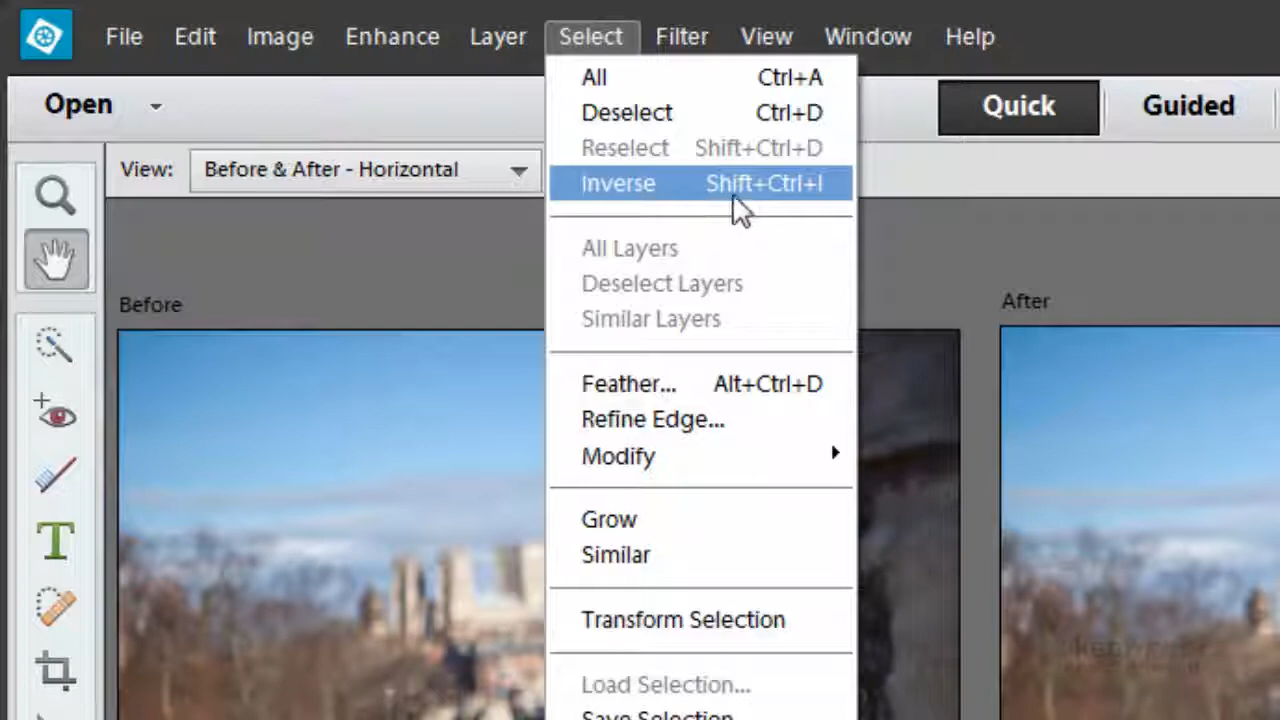 File Edit Image Enhance Layer Select Filter View Window Help
Open
Quick Guided
View: Before & After - Horizontal
All Ctrl+A
Deselect Ctrl+D
Reselect Shift+Ctrl+D
Inverse Shift+Ctrl+I
All Layers
Deselect Layers
Similar Layers
Feather... Alt+Ctrl+D
Refine Edge...
Modify
Grow
Similar
Transform Selection
Load Selection...
Save Selection
Before
After
T